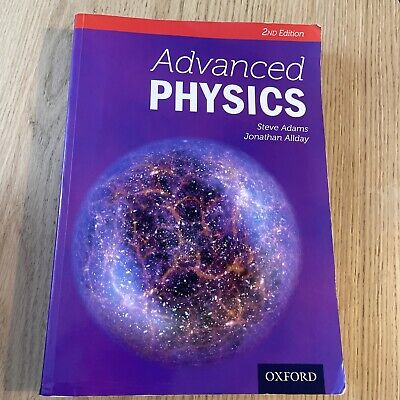 2ND Edition
Advanced
PHYSICS
Steve Adams
Jonathan Allday
OXFORD